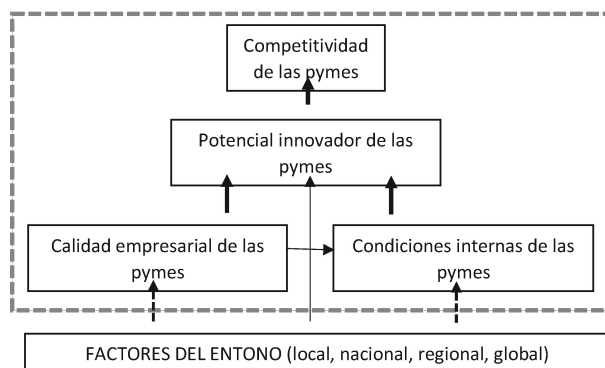 Competitividad
de las pymes
Potencial innovador de las
pymes
Calidad empresarial de las
pymes
Condiciones internas de las
pymes
FACTORES DEL ENTONO (local, nacional, regional, global)